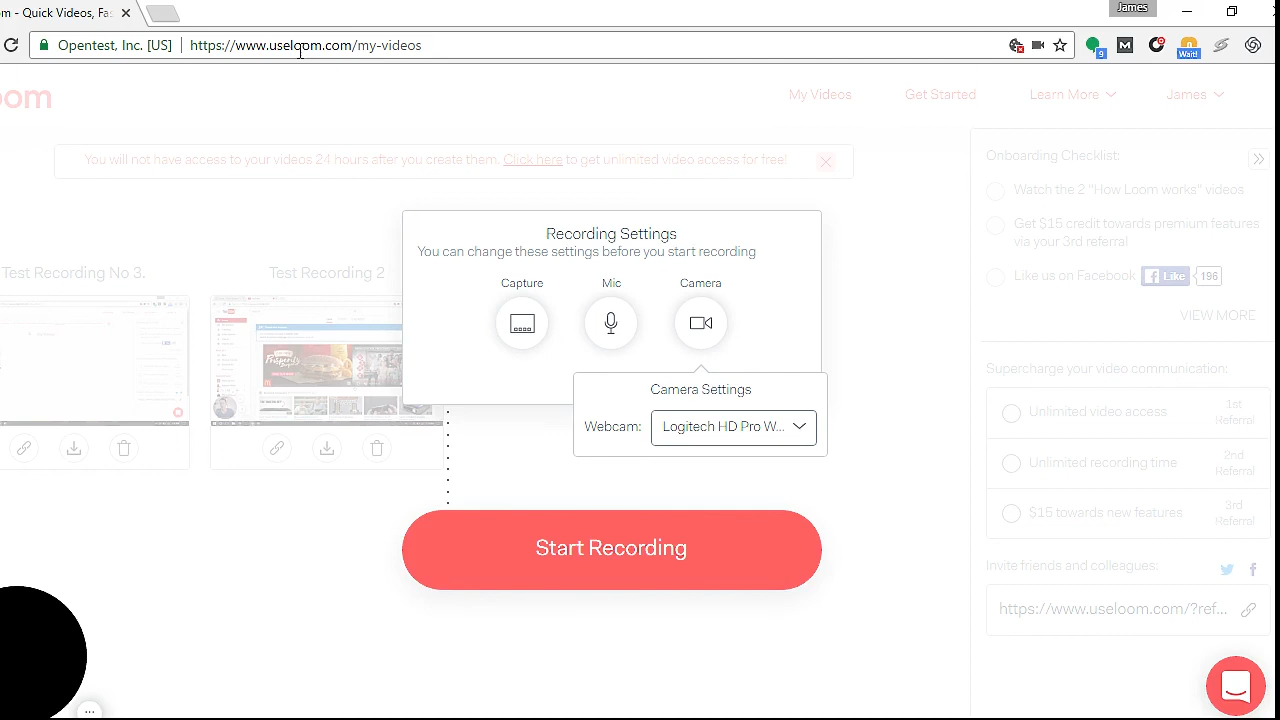 om - Quick Videos, Fas
James
Opentest, Inc. [US]
https://www.useloom.com/my-videos
9
Wait!
oom
My Videos
Get Started
Learn More
James
You will not have access to your videos 24 hours after you create them. Click here to get unlimited video access for free!
Onboarding Checklist:
Watch the 2 "How Loom works" videos
Get $15 credit towards premium features
via your 3rd referral
Like us on Facebook
Like
196
VIEW MORE
Recording Settings
You can change these settings before you start recording
Capture
Mic
Camera
Test Recording No 3.
Test Recording 2
Camera Settings
Webcam:
Logitech HD Pro W...
Supercharge your video communication:
Unlimited video access
1st
Referral
Unlimited recording time
2nd
Referral
$15 towards new features
3rd
Referral
Start Recording
Invite friends and colleagues:
https://www.useloom.com/?ref...